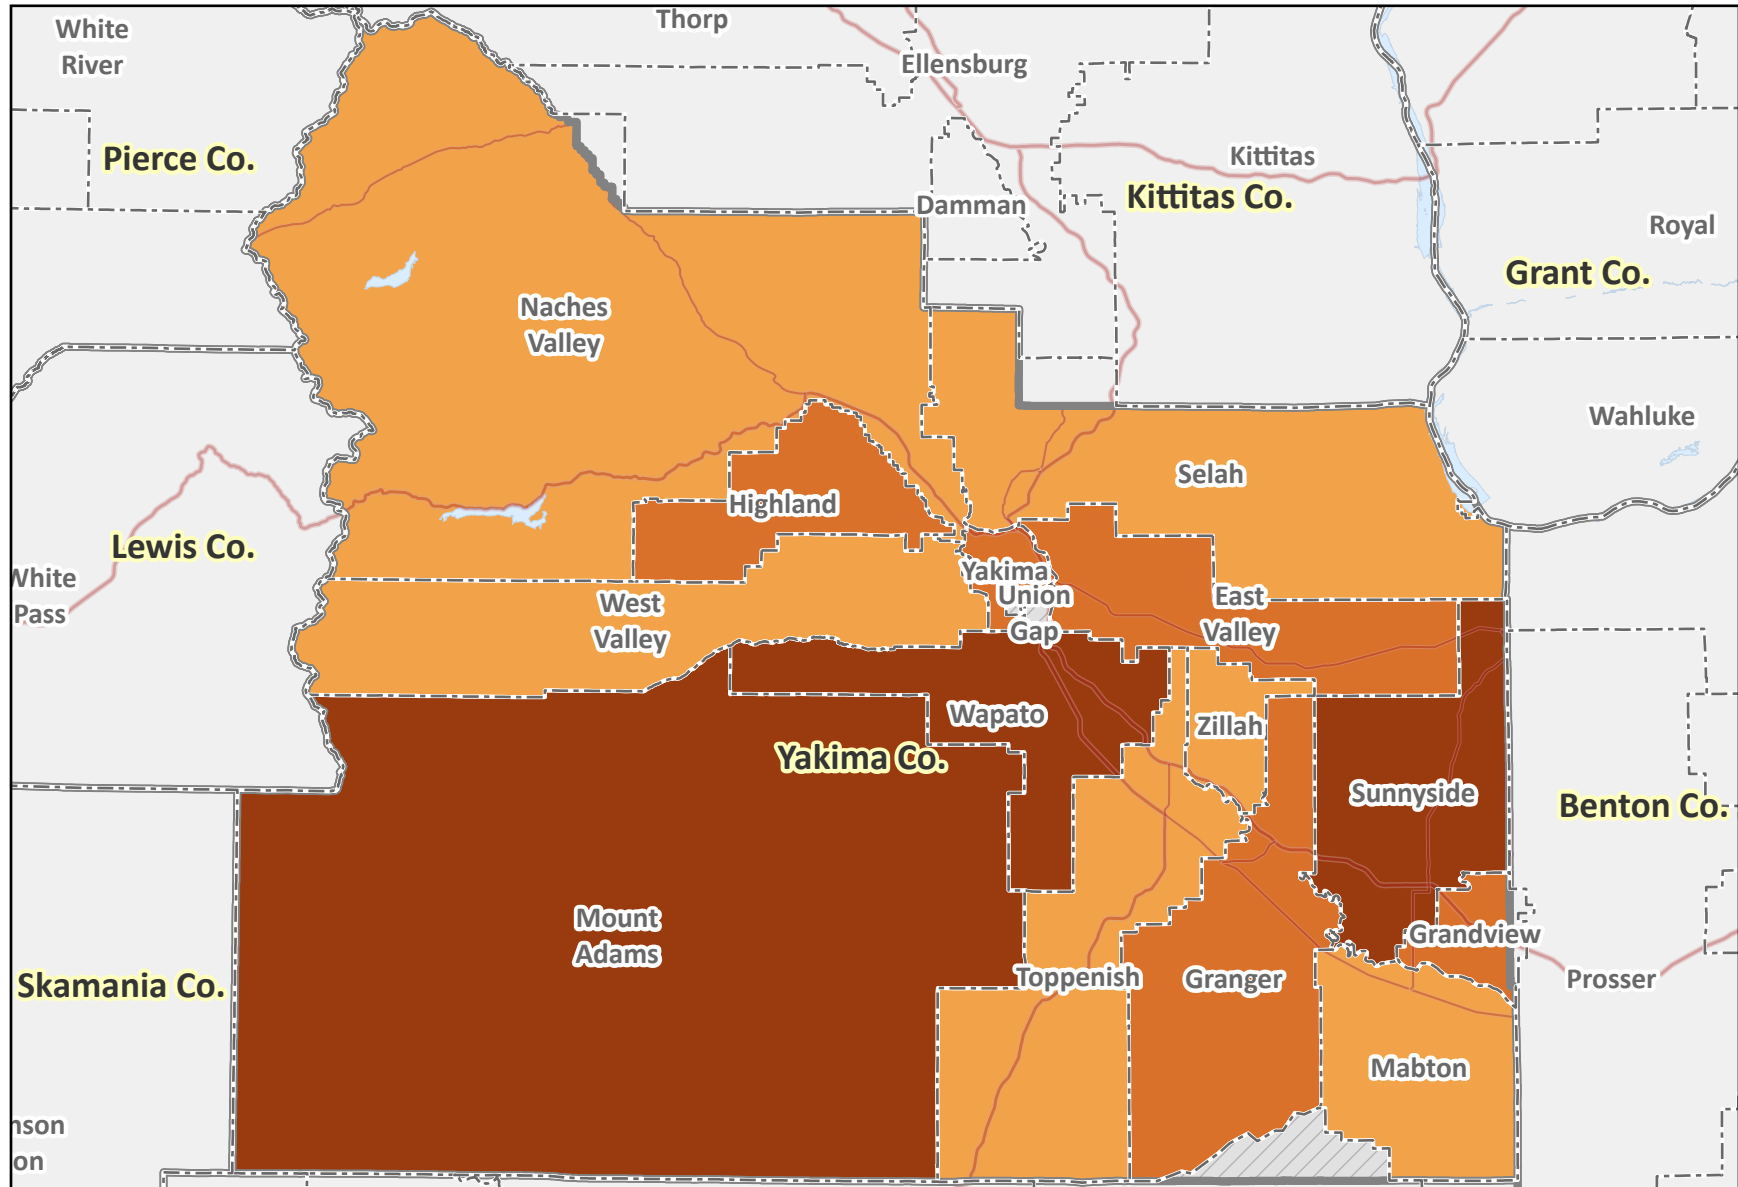 White
River
Thorp
Ellensburg
Pierce Co.
Kittitas
Kittitas Co.
Damman
Royal
Grant Co.
Naches
Valley
Wahluke
Selah
Highland
Lewis Co.
White
Pass
Yakima
Union
Gap
West
Valley
East
Valley
Wapato
Zillah
Yakima Co.
Sunnyside
Benton Co.
Mount
Adams
Grandview
Toppenish
Granger
Prosser
Skamania Co.
Mabton
nson
on